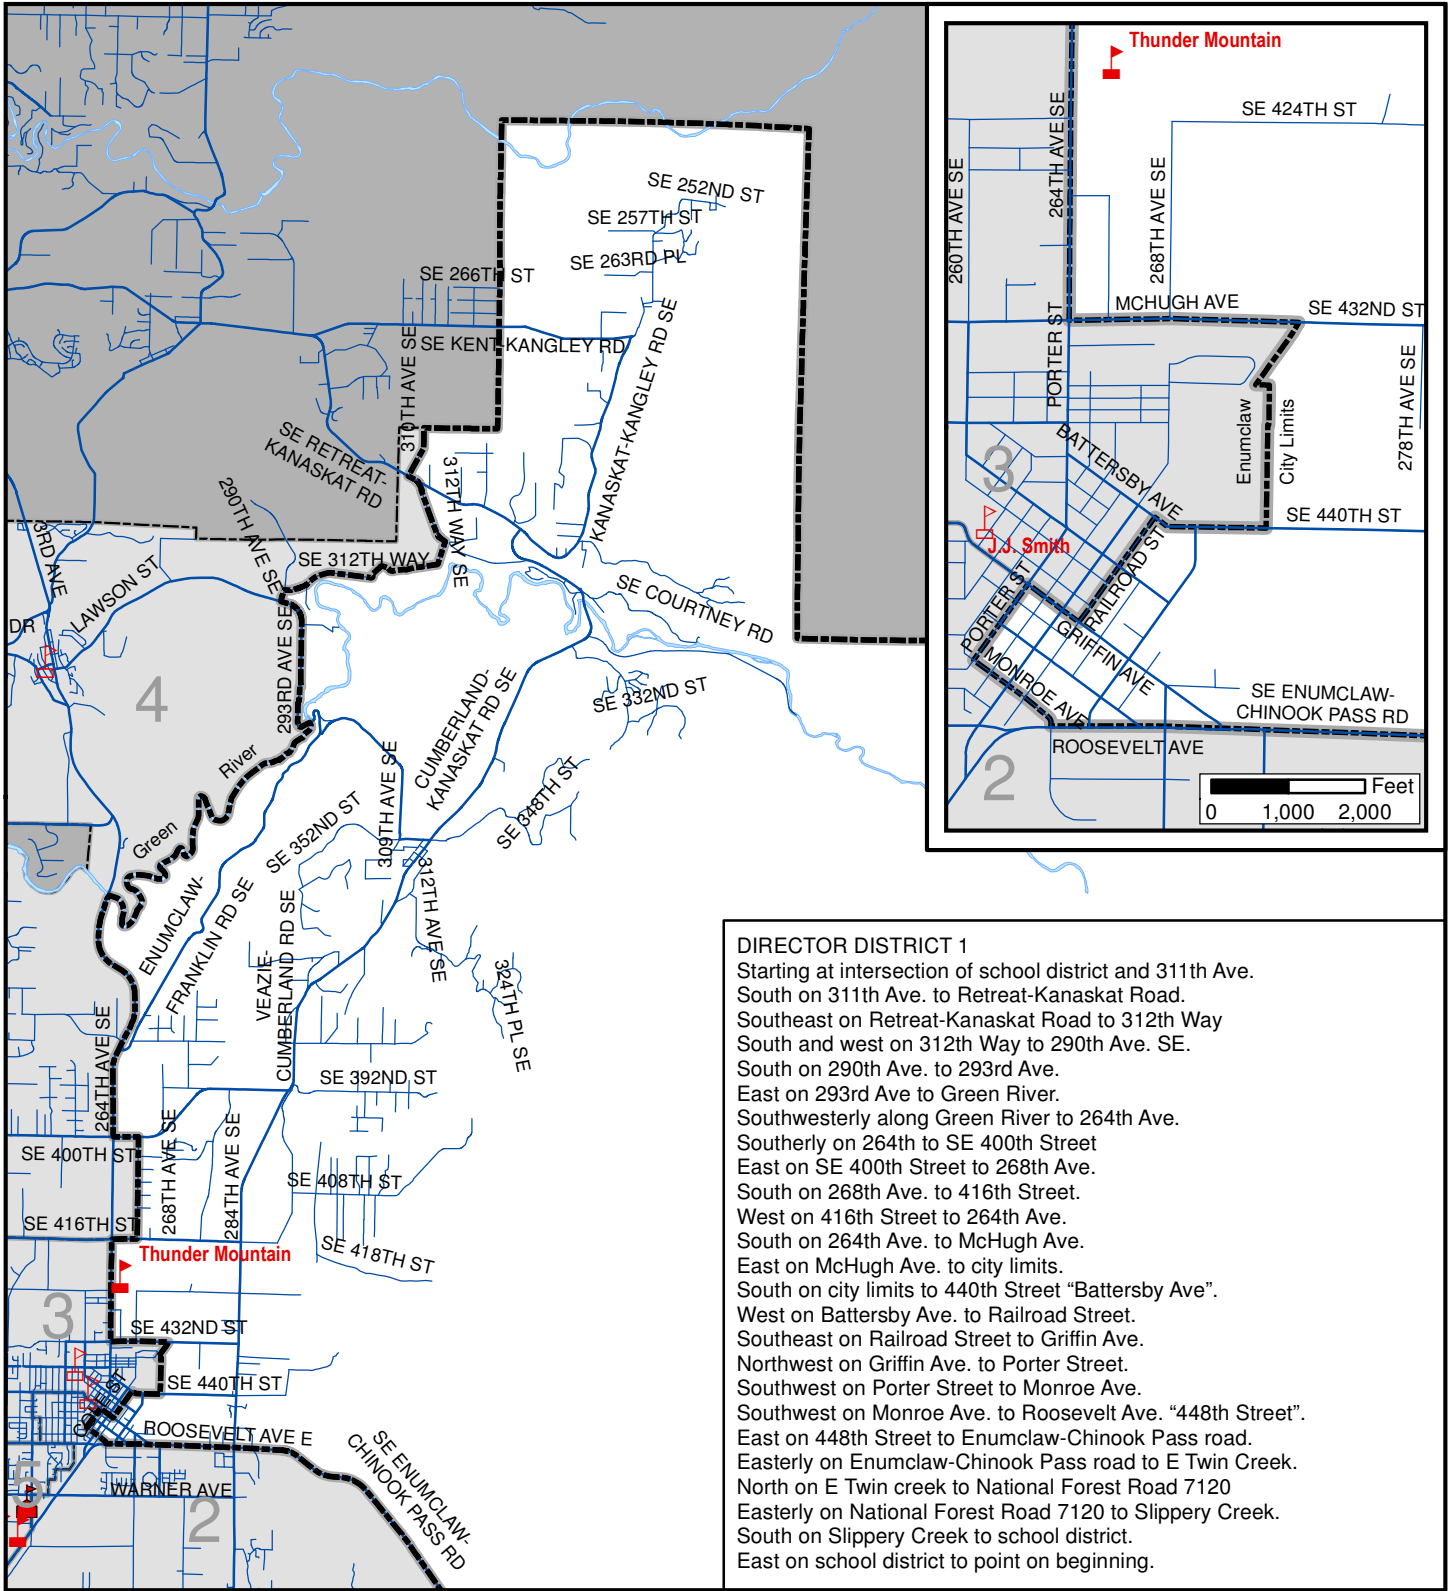 SE 252ND ST
SE 257TH ST
SE 263RD PL
SE 266TH ST
SE KENT-KANGLEY RD
310TH AVE SE
KANASKAT-KANGLEY RD SE
SE RETREAT-
KANASKAT RD
312TH WAY SE
290TH AVE SE
SE 312TH WAY
3RD AVE
LAWSON ST
DR
SE COURTNEY RD
293RD AVE SE
4
CUMBERLAND-
KANASKAT RD SE
SE 332ND ST
River
Green
309TH AVE SE
SE 348TH ST
SE 352ND ST
312TH AVE SE
ENUMCLAW-
FRANKLIN RD SE
VEAZIE-
CUMBERLAND RD SE
324TH PL SE
264TH AVE SE
SE 392ND ST
SE 400TH ST
268TH AVE SE
284TH AVE SE
SE 408TH ST
SE 416TH ST
SE 418TH ST
Thunder Mountain
3
SE 432ND ST
SE 440TH ST
ROOSEVELT AVE E
SE ENUMCLAW-
CHINOOK PASS RD
5
WARNER AVE
2
Thunder Mountain
SE 424TH ST
264TH AVE SE
260TH AVE SE
268TH AVE SE
MCHUGH AVE
SE 432ND ST
PORTER ST
278TH AVE SE
Enumclaw
City Limits
BATTERSBY AVE
3
SE 440TH ST
J.J. Smith
RAILROAD ST
PORTER ST
GRIFFIN AVE
MONROE AVE
SE ENUMCLAW-
CHINOOK PASS RD
ROOSEVELT AVE
2
Feet
0 1,000 2,000
DIRECTOR DISTRICT 1
Starting at intersection of school district and 311th Ave.
South on 311th Ave. to Retreat-Kanaskat Road.
Southeast on Retreat-Kanaskat Road to 312th Way
South and west on 312th Way to 290th Ave. SE.
South on 290th Ave. to 293rd Ave.
East on 293rd Ave to Green River.
Southwesterly along Green River to 264th Ave.
Southerly on 264th to SE 400th Street
East on SE 400th Street to 268th Ave.
South on 268th Ave. to 416th Street.
West on 416th Street to 264th Ave.
South on 264th Ave. to McHugh Ave.
East on McHugh Ave. to city limits.
South on city limits to 440th Street “Battersby Ave”.
West on Battersby Ave. to Railroad Street.
Southeast on Railroad Street to Griffin Ave.
Northwest on Griffin Ave. to Porter Street.
Southwest on Porter Street to Monroe Ave.
Southwest on Monroe Ave. to Roosevelt Ave. “448th Street”.
East on 448th Street to Enumclaw-Chinook Pass road.
Easterly on Enumclaw-Chinook Pass road to E Twin Creek.
North on E Twin creek to National Forest Road 7120
Easterly on National Forest Road 7120 to Slippery Creek.
South on Slippery Creek to school district.
East on school district to point on beginning.